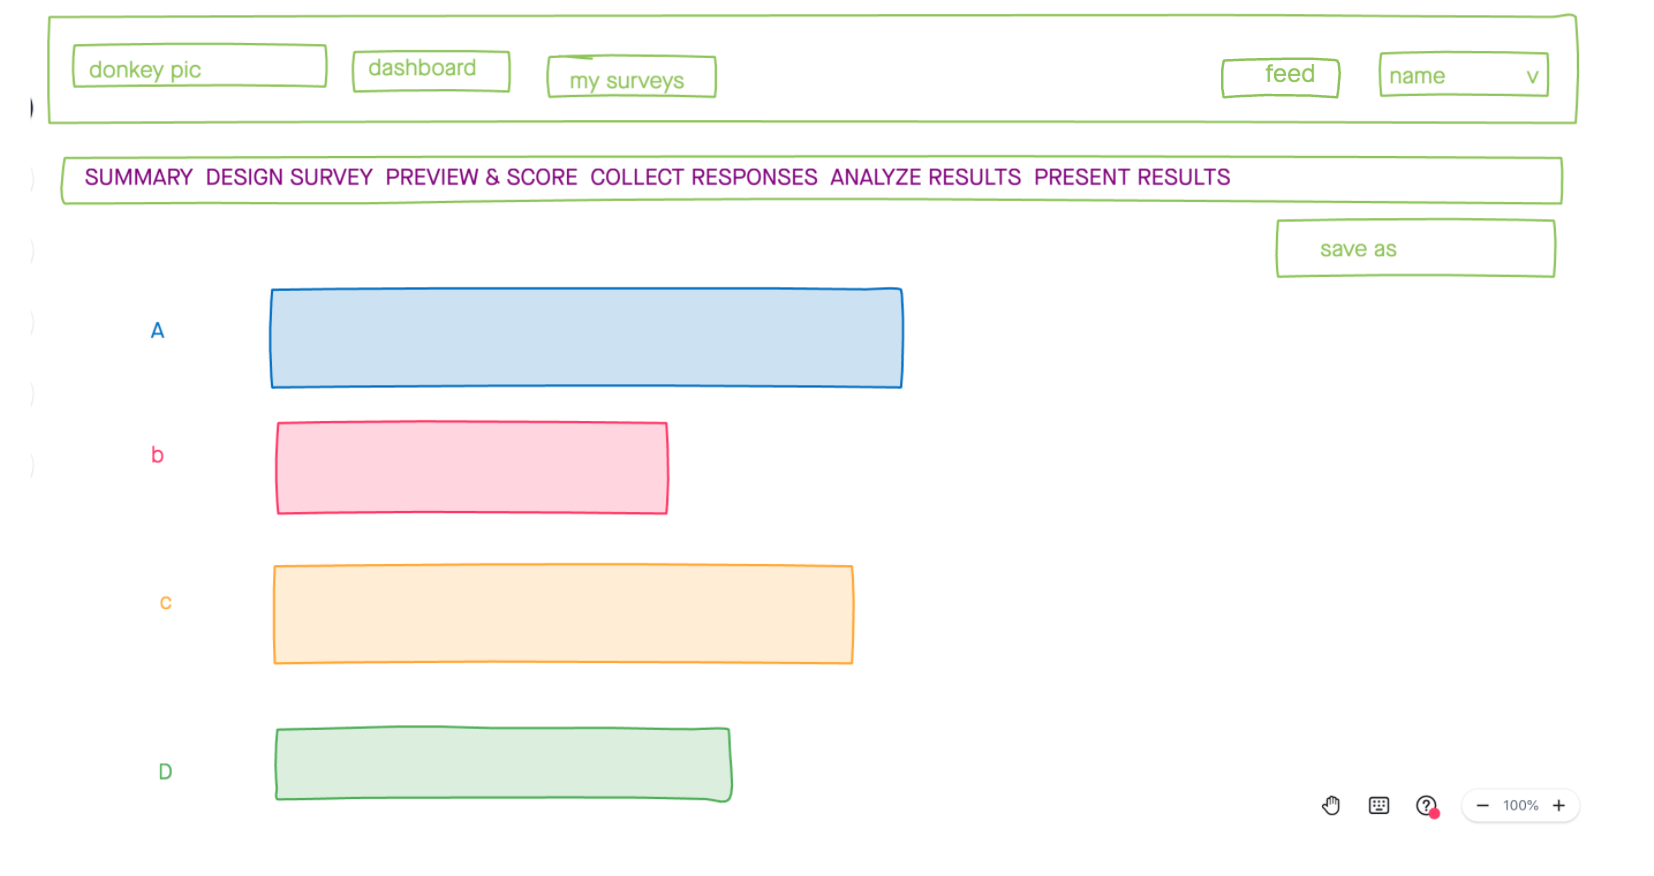 donkey pic
dashboard
my surveys
feed
name v
SUMMARY DESIGN SURVEY PREVIEW & SCORE COLLECT RESPONSES ANALYZE RESULTS PRESENT RESULTS
save as
A
b
c
D
100%